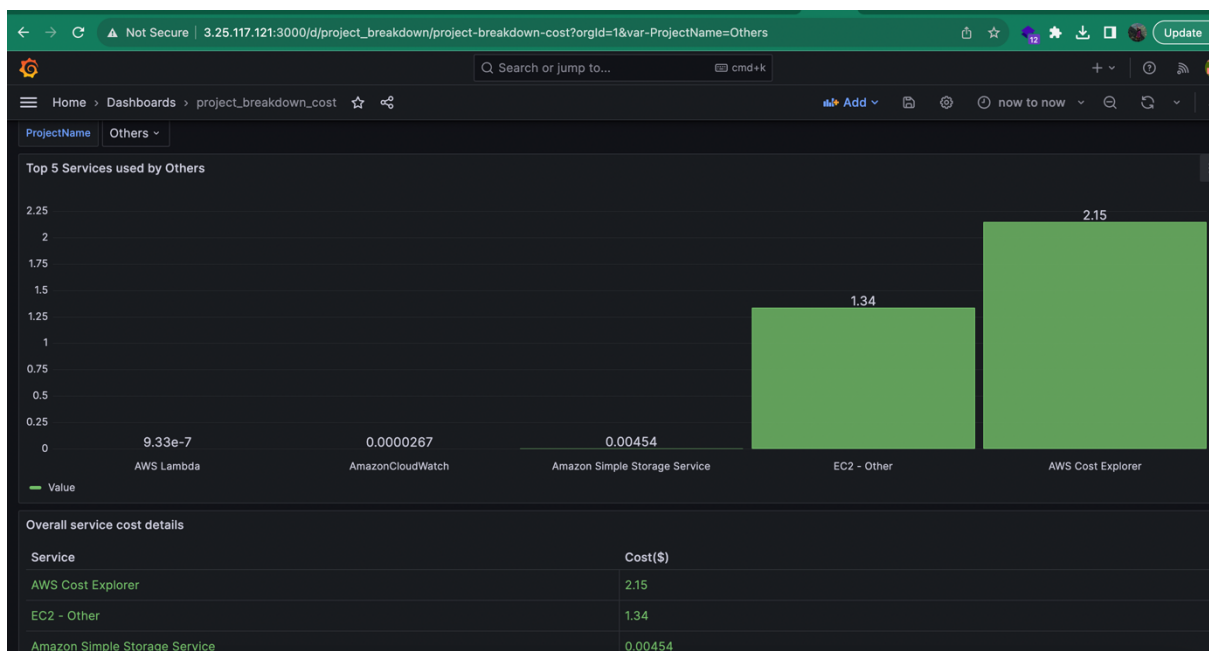 Not Secure | 3.25.117.121:3000/d/project_breakdown/project-breakdown-cost?orgId=1&var-ProjectName=Others
12
Update
Search or jump to...
cmd+k
Home > Dashboards > project_breakdown_cost
Add
now to now
ProjectName
Others
Top 5 Services used by Others
2.25
2
1.75
1.5
1.25
1
0.75
0.5
0.25
0
9.33e-7
0.0000267
0.00454
1.34
2.15
AWS Lambda
AmazonCloudWatch
Amazon Simple Storage Service
EC2 - Other
AWS Cost Explorer
Value
Overall service cost details
Service Cost($)
AWS Cost Explorer 2.15
EC2 - Other 1.34
Amazon Simple Storage Service 0.00454